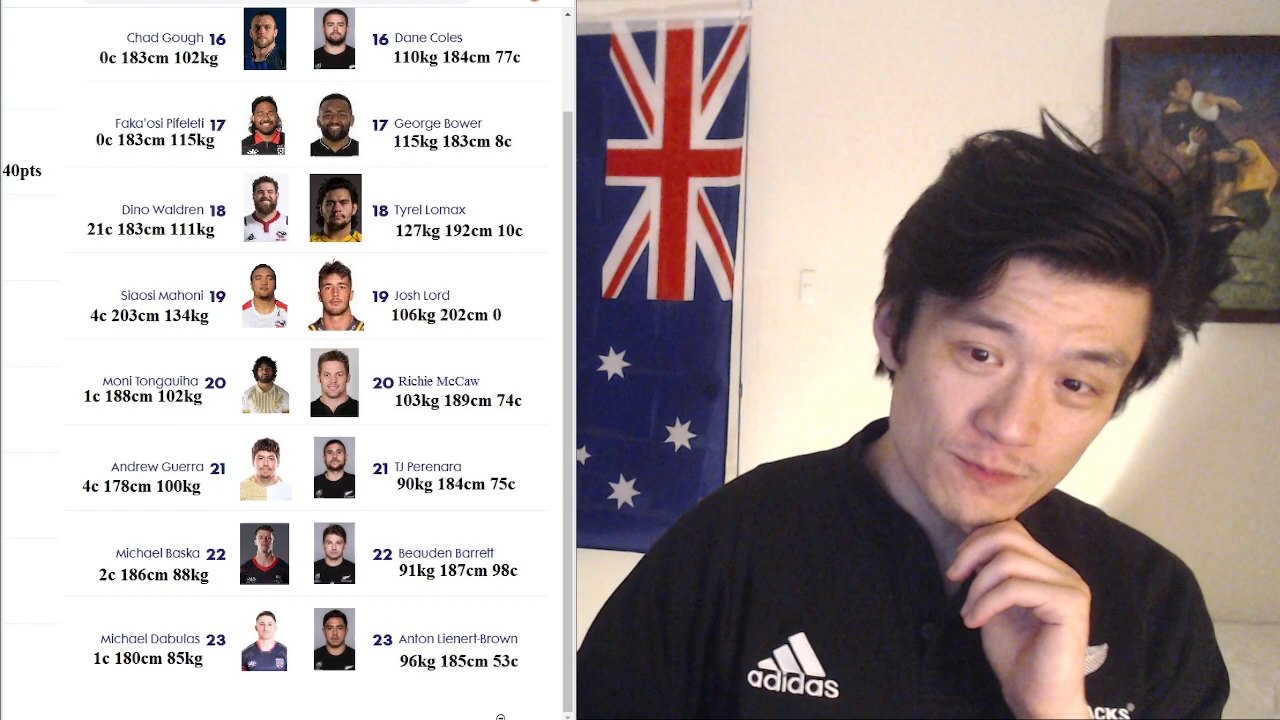 Chad Gough 16
0c 183cm 102kg
16 Dane Coles
110kg 184cm 77c
Faka'osi Pifeleti 17
0c 183cm 115kg
17 George Bower
115kg 183cm 8c
40pts
Dino Waldren 18
21c 183cm 111kg
18 Tyrel Lomax
127kg 192cm 10c
Siaosi Mahoni 19
4c 203cm 134kg
19 Josh Lord
106kg 202cm 0
Moni Tongauiha 20
1c 188cm 102kg
20 Richie McCaw
103kg 189cm 74c
Andrew Guerra 21
4c 178cm 100kg
21 TJ Perenara
90kg 184cm 75c
Michael Baska 22
2c 186cm 88kg
22 Beauden Barrett
91kg 187cm 98c
Michael Dabulas 23
1c 180cm 85kg
23 Anton Lienert-Brown
96kg 185cm 53c
adidas